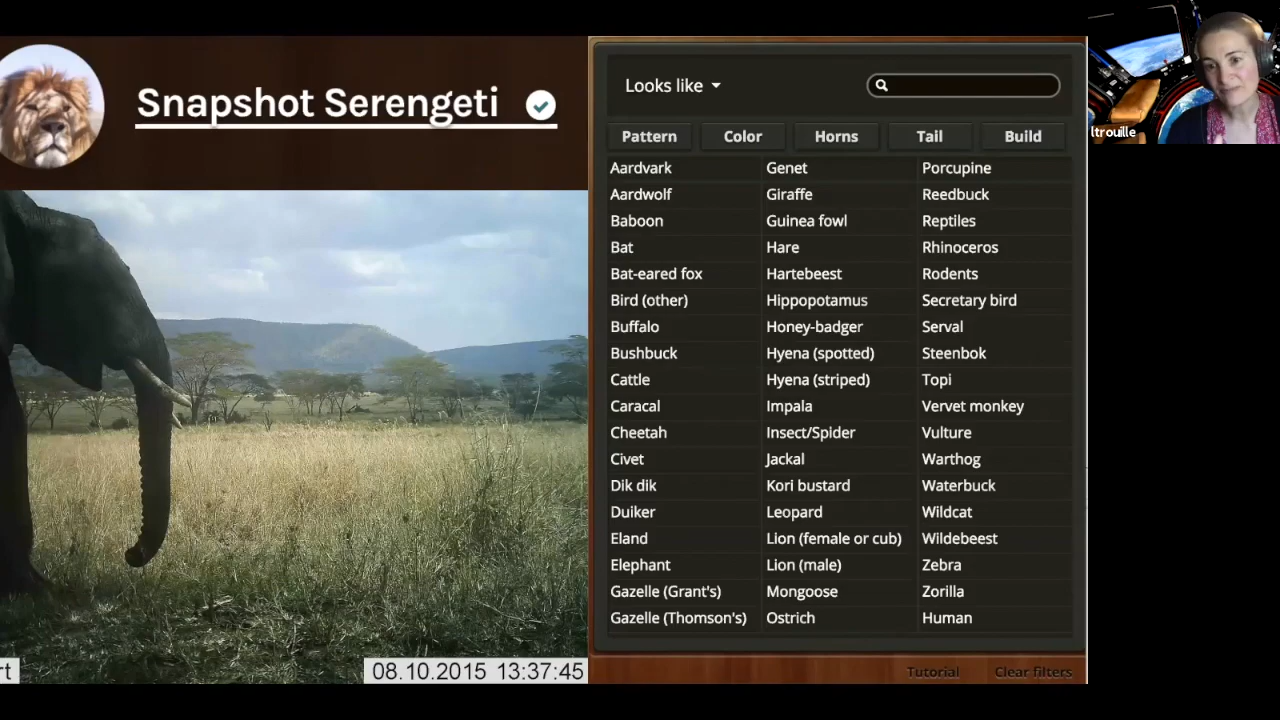 Snapshot Serengeti
Looks like
Pattern Color Horns Tail Build
Aardvark Genet Porcupine
Aardwolf Giraffe Reedbuck
Baboon Guinea fowl Reptiles
Bat Hare Rhinoceros
Bat-eared fox Hartebeest Rodents
Bird (other) Hippopotamus Secretary bird
Buffalo Honey-badger Serval
Bushbuck Hyena (spotted) Steenbok
Cattle Hyena (striped) Topi
Caracal Impala Vervet monkey
Cheetah Insect/Spider Vulture
Civet Jackal Warthog
Dik dik Kori bustard Waterbuck
Duiker Leopard Wildcat
Eland Lion (female or cub) Wildebeest
Elephant Lion (male) Zebra
Gazelle (Grant's) Mongoose Zorilla
Gazelle (Thomson's) Ostrich Human
Tutorial Clear filters
rt 08.10.2015 13:37:45
ltrouille